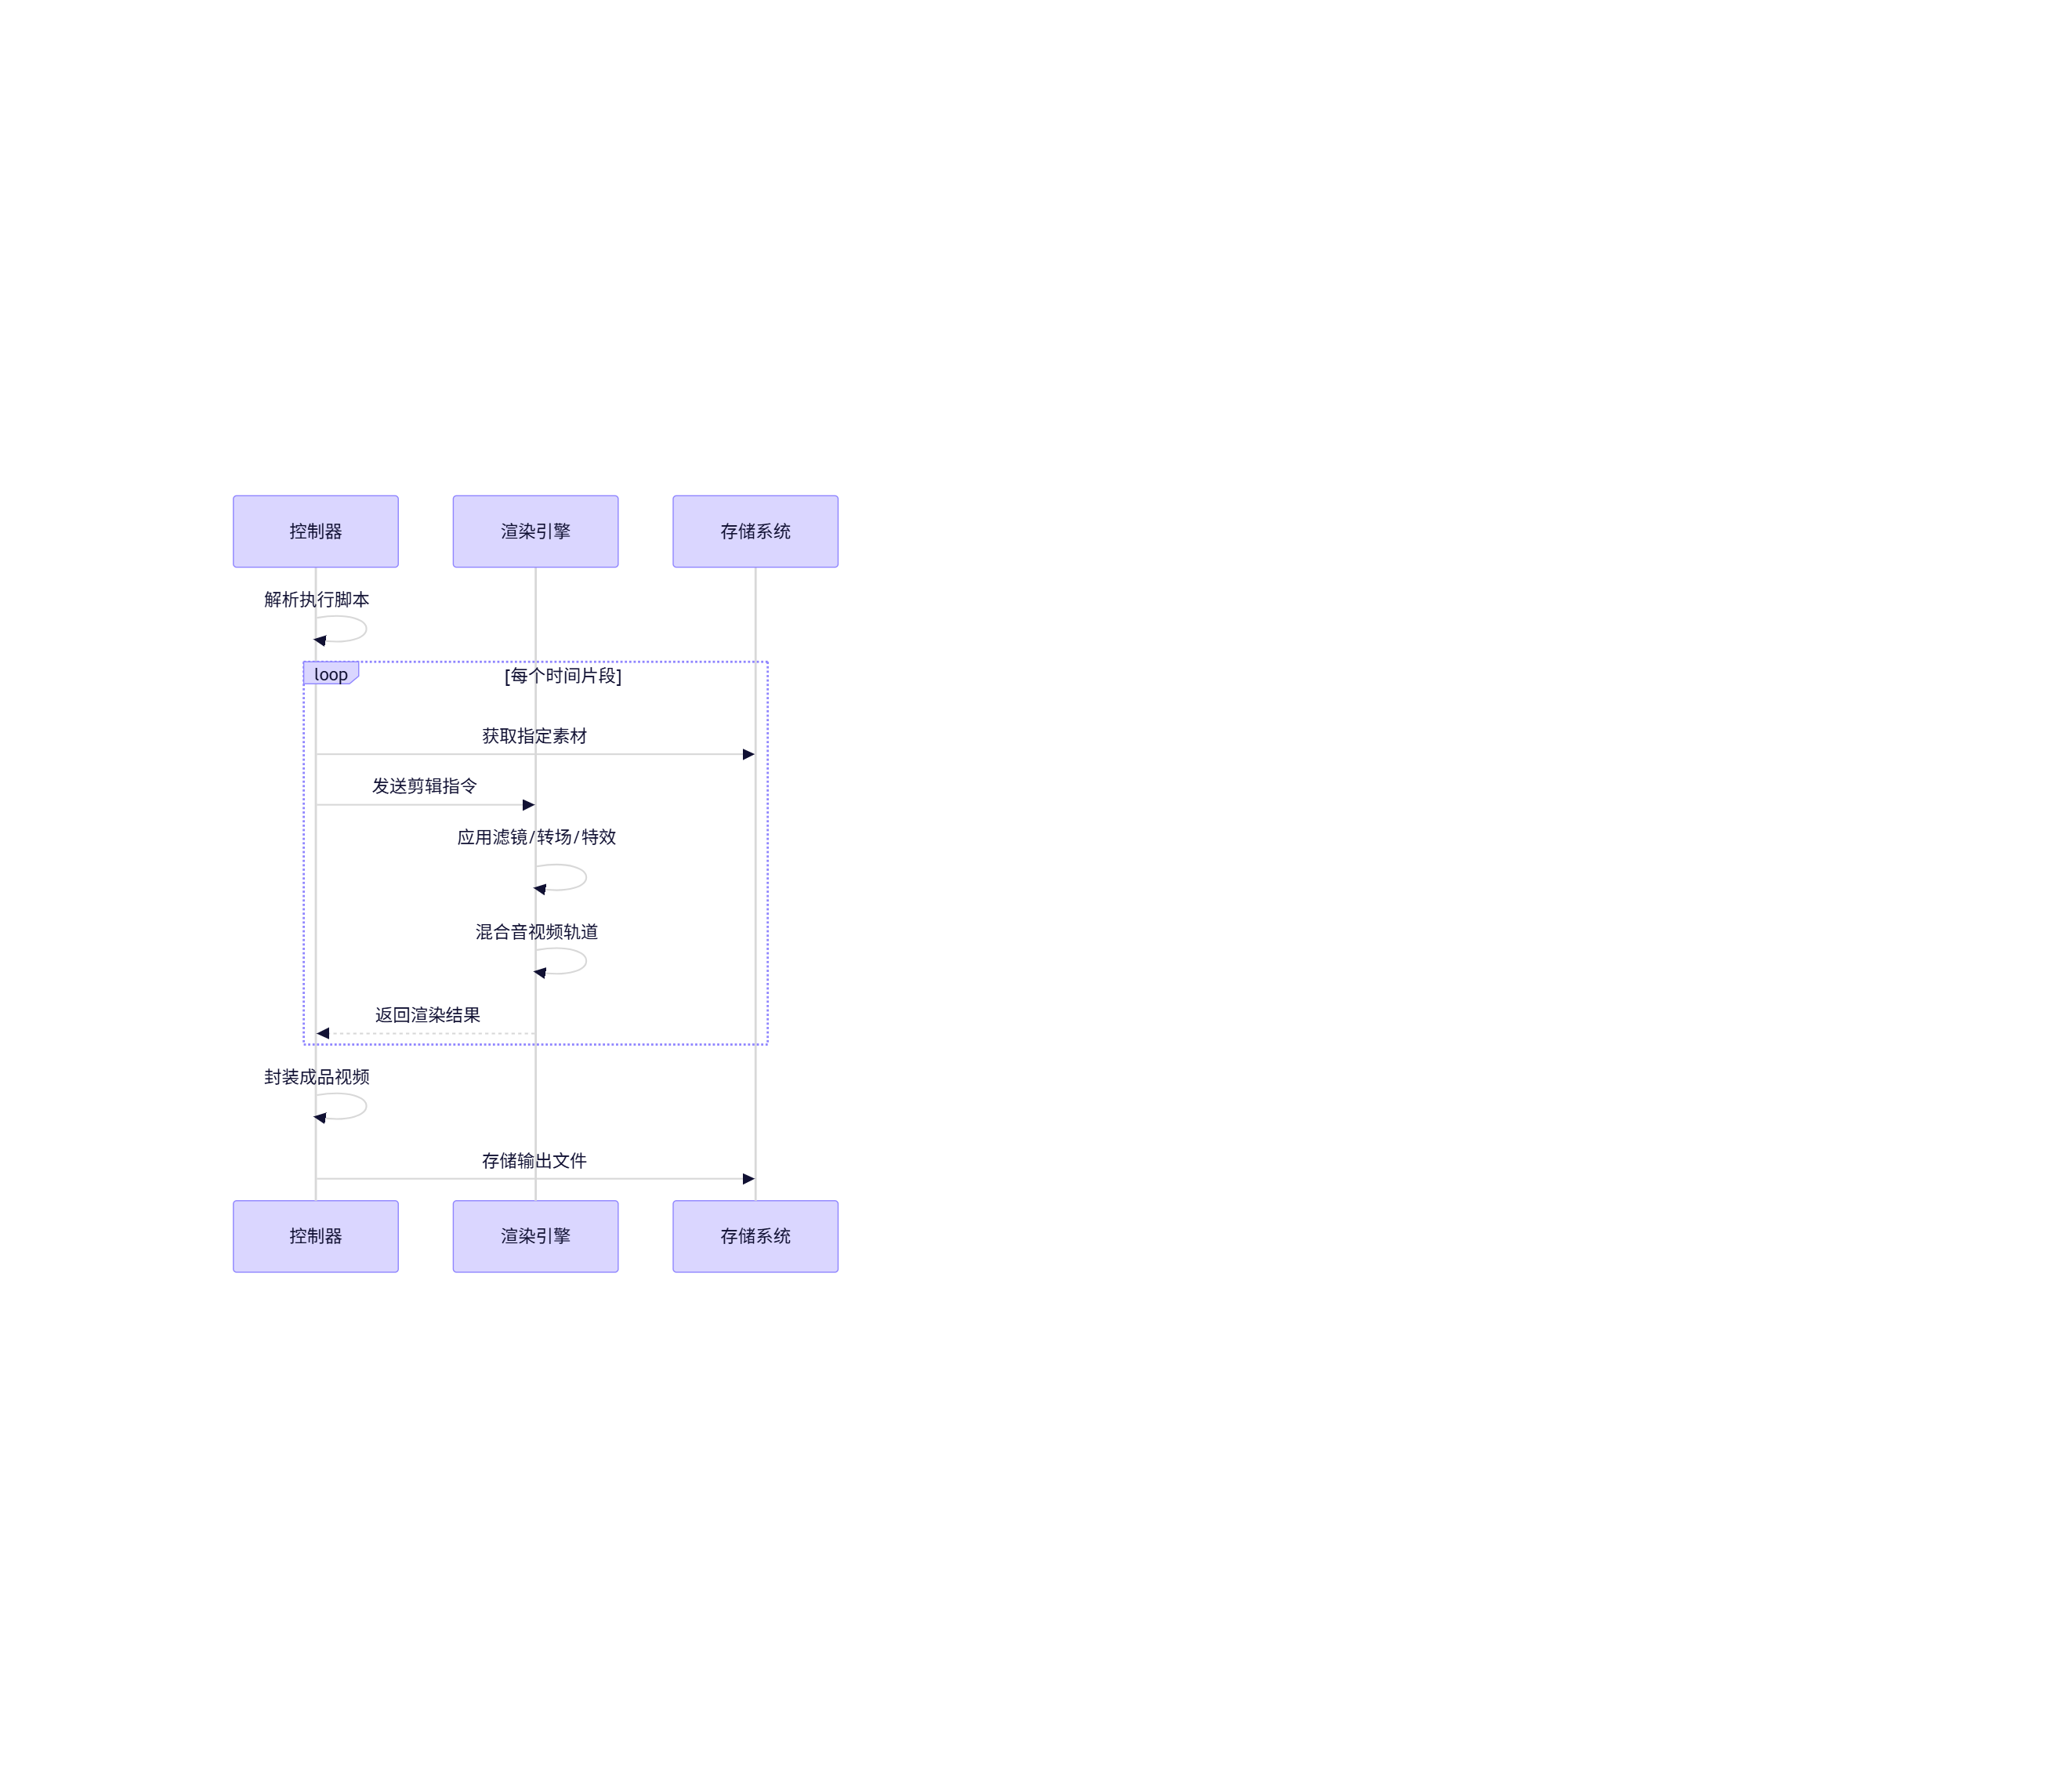 控制器
渲染引擎
存储系统
解析执行脚本
loop
[每个时间片段]
获取指定素材
发送剪辑指令
应用滤镜/转场/特效
混合音视频轨道
返回渲染结果
封装成品视频
存储输出文件
控制器
渲染引擎
存储系统